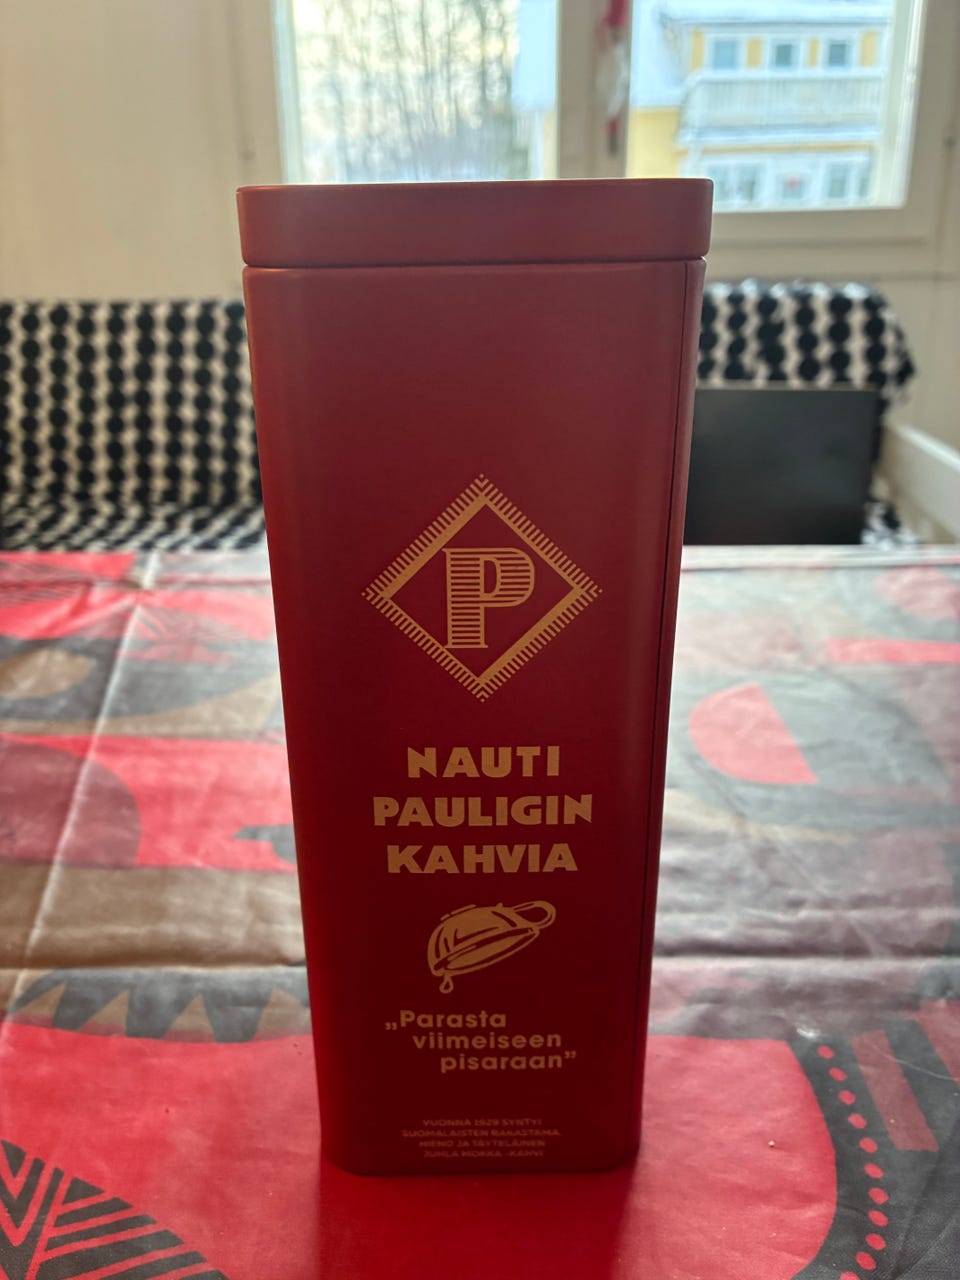 P
NAUTI
PAULIGIN
KAHVIA
„Parasta
viimeiseen
pisaraan”
VUONNA 1929 SYNTYI
SUOMALAISTEN RAKASTAMA,
HIENO JA TÄYTELÄINEN
JUHLA MOKKA -KAHVI